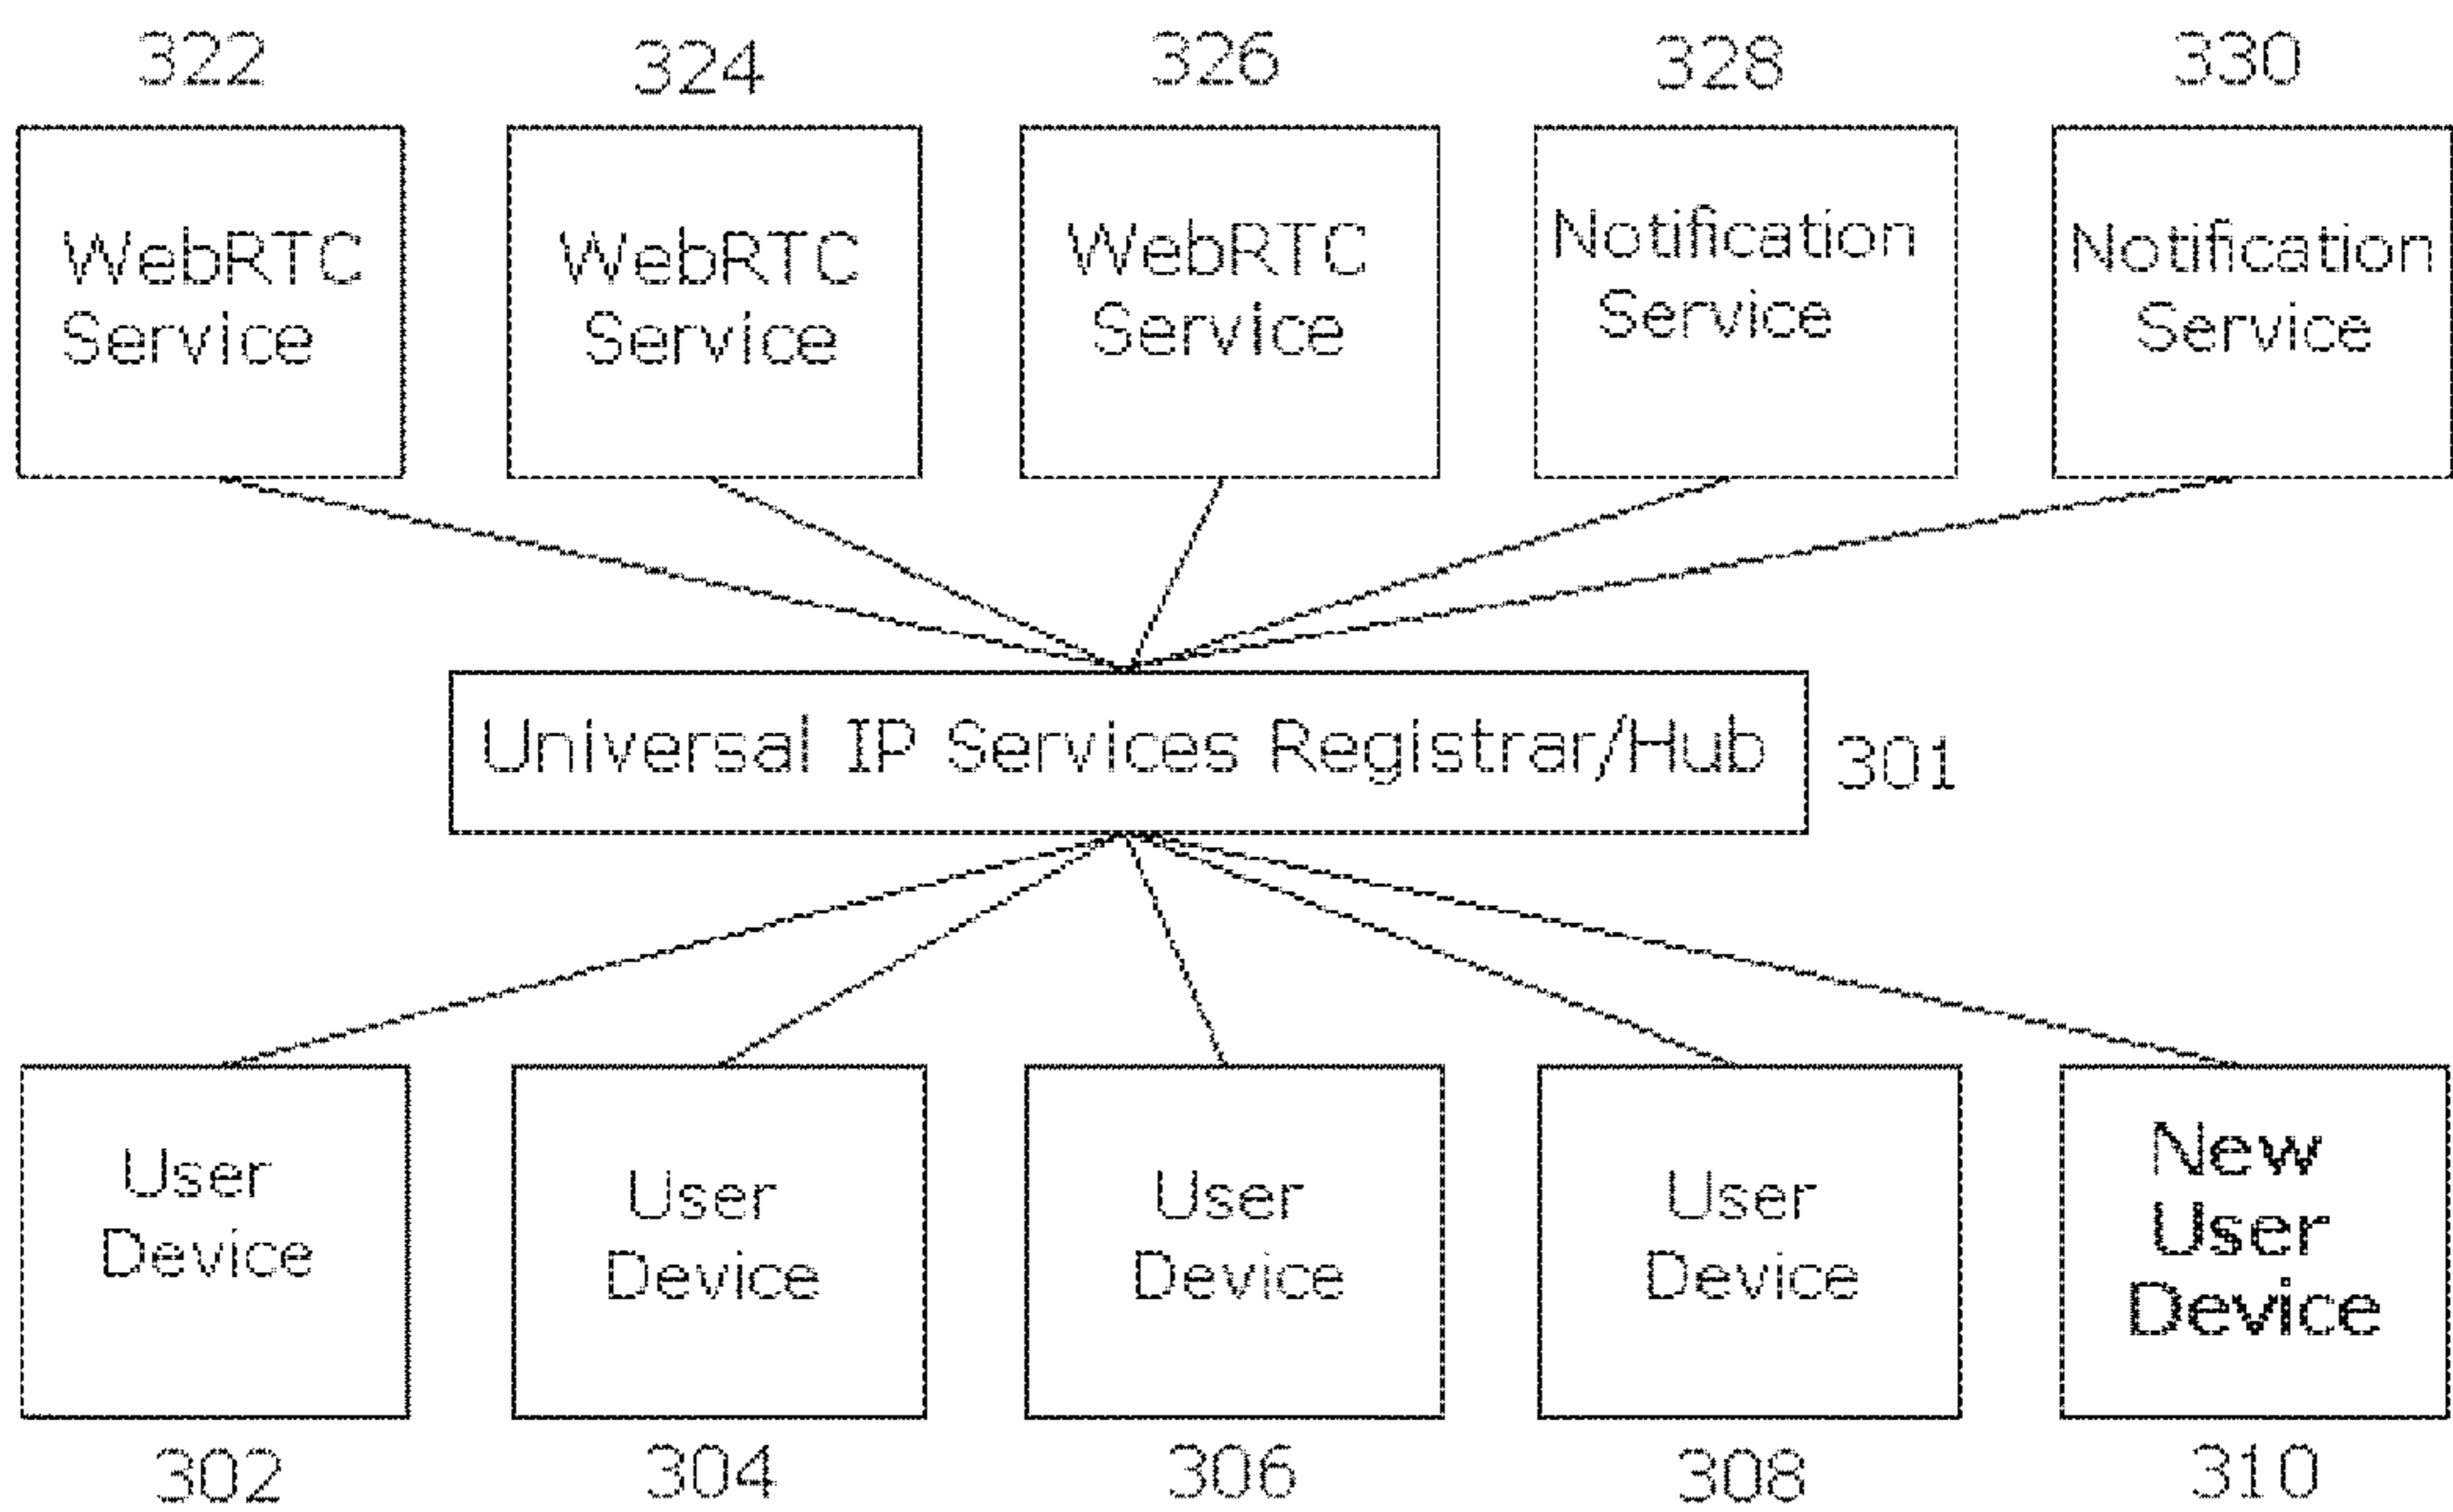 322
324
326
328
330
WebRTC
Service
WebRTC
Service
WebRTC
Service
Notification
Service
Notification
Service
Universal IP Services Registrar/Hub
301
User
Device
User
Device
User
Device
User
Device
New
User
Device
302
304
306
308
310